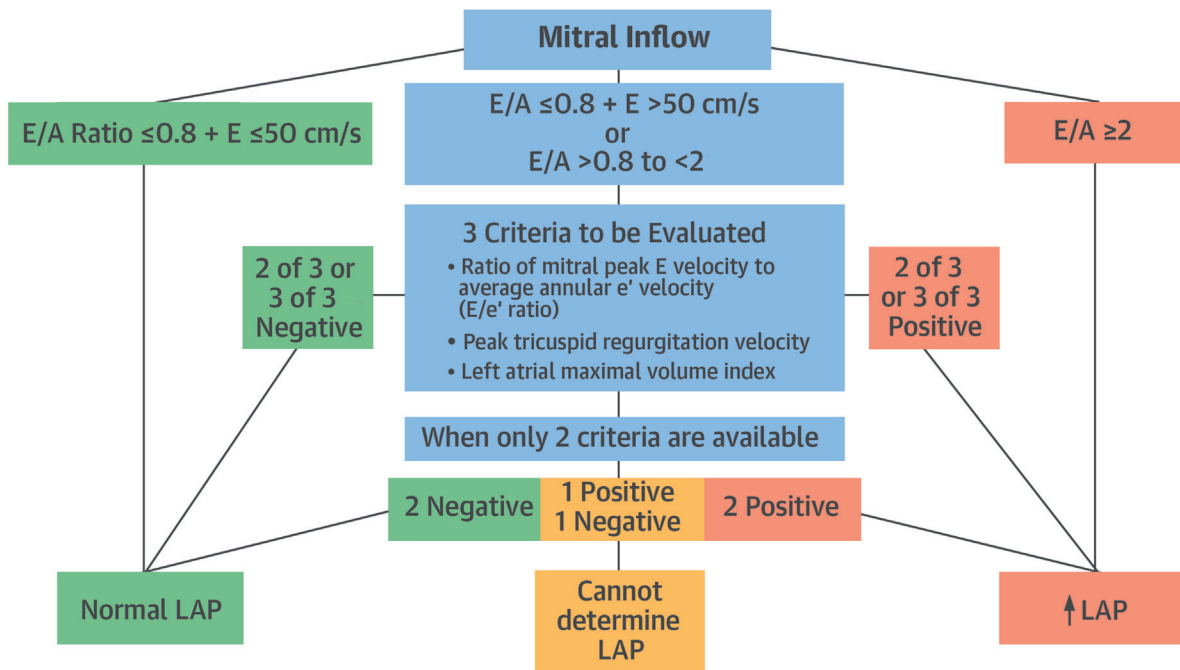 Mitral Inflow
E/A Ratio ≤0.8 + E ≤50 cm/s
E/A ≤0.8 + E >50 cm/s
or
E/A >0.8 to <2
E/A ≥2
3 Criteria to be Evaluated
• Ratio of mitral peak E velocity to
average annular e' velocity
(E/e' ratio)
• Peak tricuspid regurgitation velocity
• Left atrial maximal volume index
2 of 3 or
3 of 3
Negative
2 of 3
or 3 of 3
Positive
When only 2 criteria are available
2 Negative
1 Positive
1 Negative
2 Positive
Normal LAP
Cannot
determine
LAP
↑ LAP